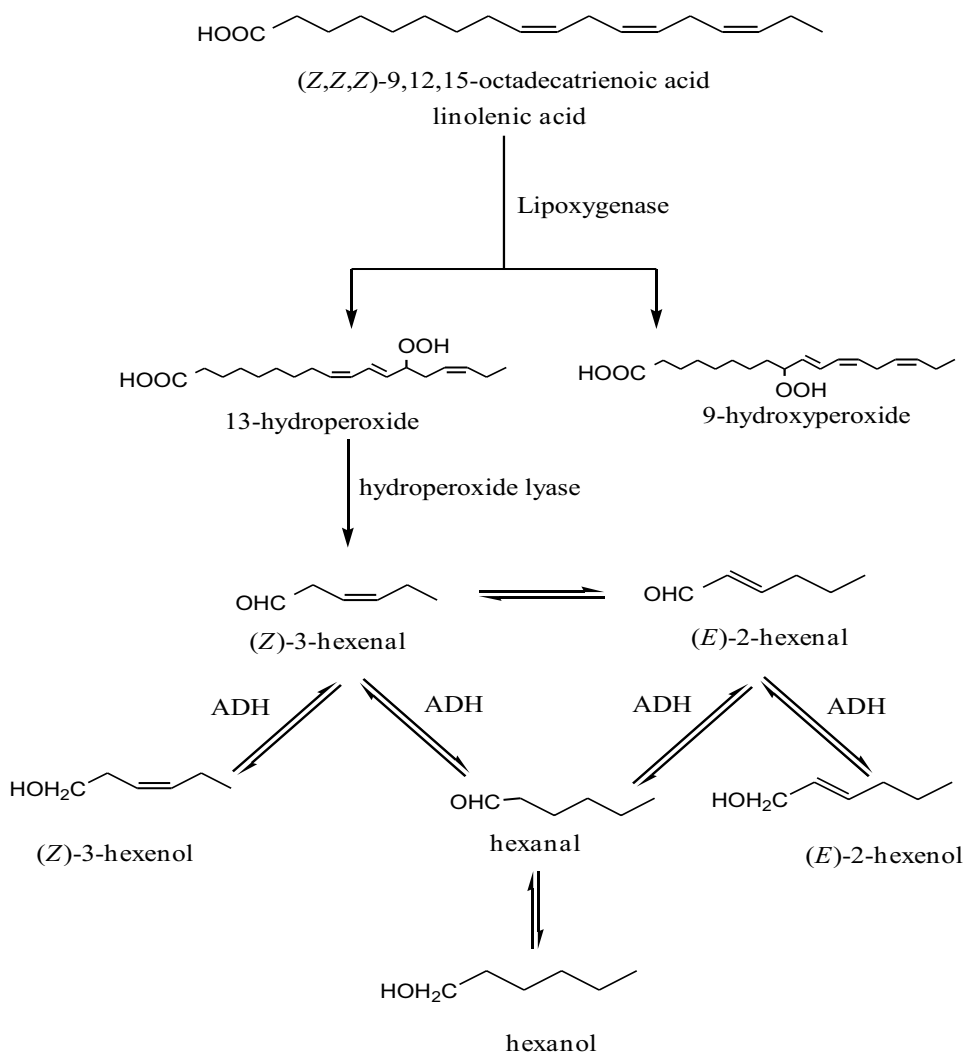 HOOC
(Z,Z,Z)-9,12,15-octadecatrienoic acid
linolenic acid
Lipoxygenase
OOH
HOOC
13-hydroperoxide
HOOC
OOH
9-hydroxyperoxide
hydroperoxide lyase
OHC
(Z)-3-hexenal
OHC
(E)-2-hexenal
ADH
ADH
ADH
ADH
HOH₂C
(Z)-3-hexenol
OHC
hexanal
HOH₂C
(E)-2-hexenol
HOH₂C
hexanol